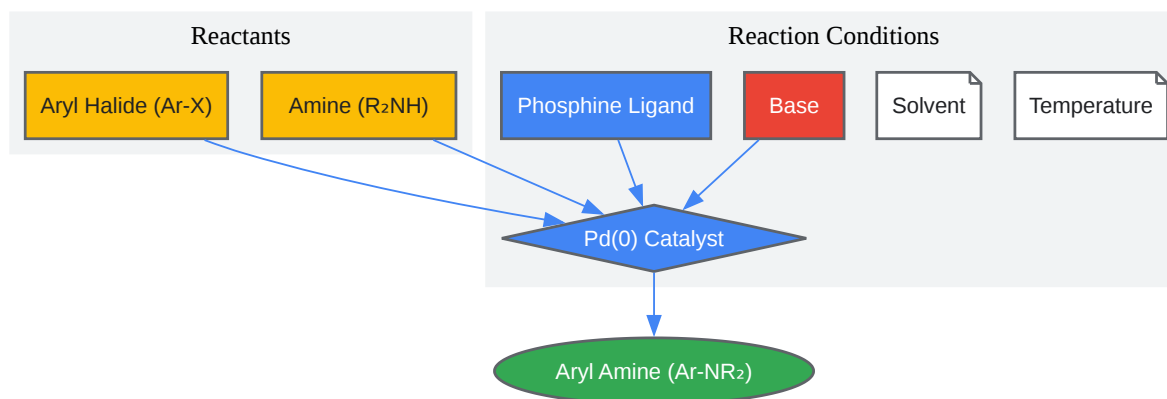 Reactants
Reaction Conditions
Aryl Halide (Ar-X)
Amine (R₂NH)
Phosphine Ligand
Base
Solvent
Temperature
Pd(0) Catalyst
Aryl Amine (Ar-NR₂)